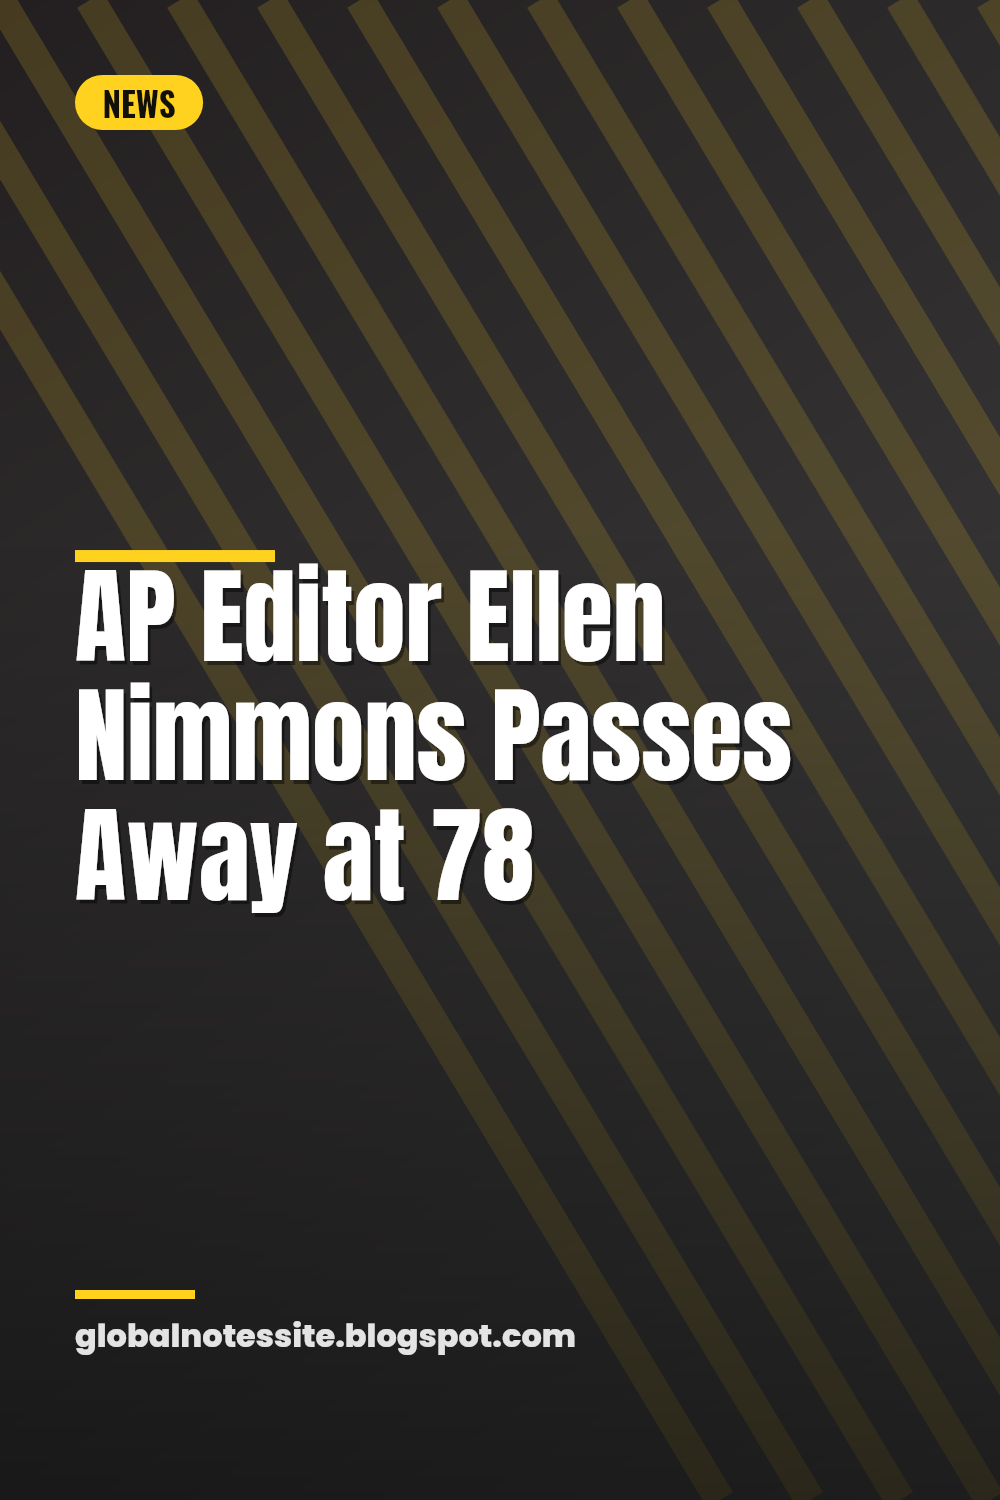 NEWS
AP Editor Ellen
Nimmons Passes
Away at 78
globalnotessite.blogspot.com